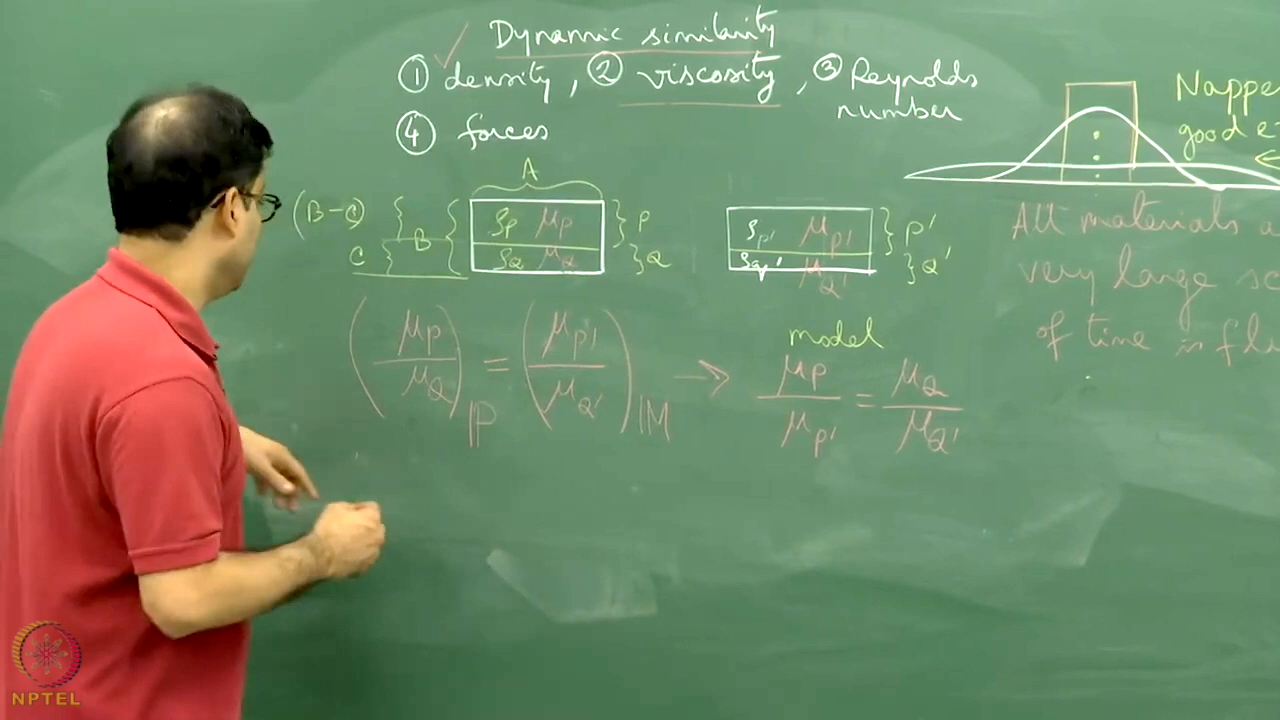 Dynamic similarity
① density, ② viscosity, ③ Reynolds
number
④ forces
A
(B-C) } { B { ρP μP } P
C } ρQ μQ } Q
ρP' μP' } P'
ρQ' μQ' } Q'
(μP/μQ)ℙ = (μP'/μQ')𝕄 → μP/μP' = μQ/μQ'
model
Nappe
good e
←
All materials a
very large sc
of time is flu
NPTEL